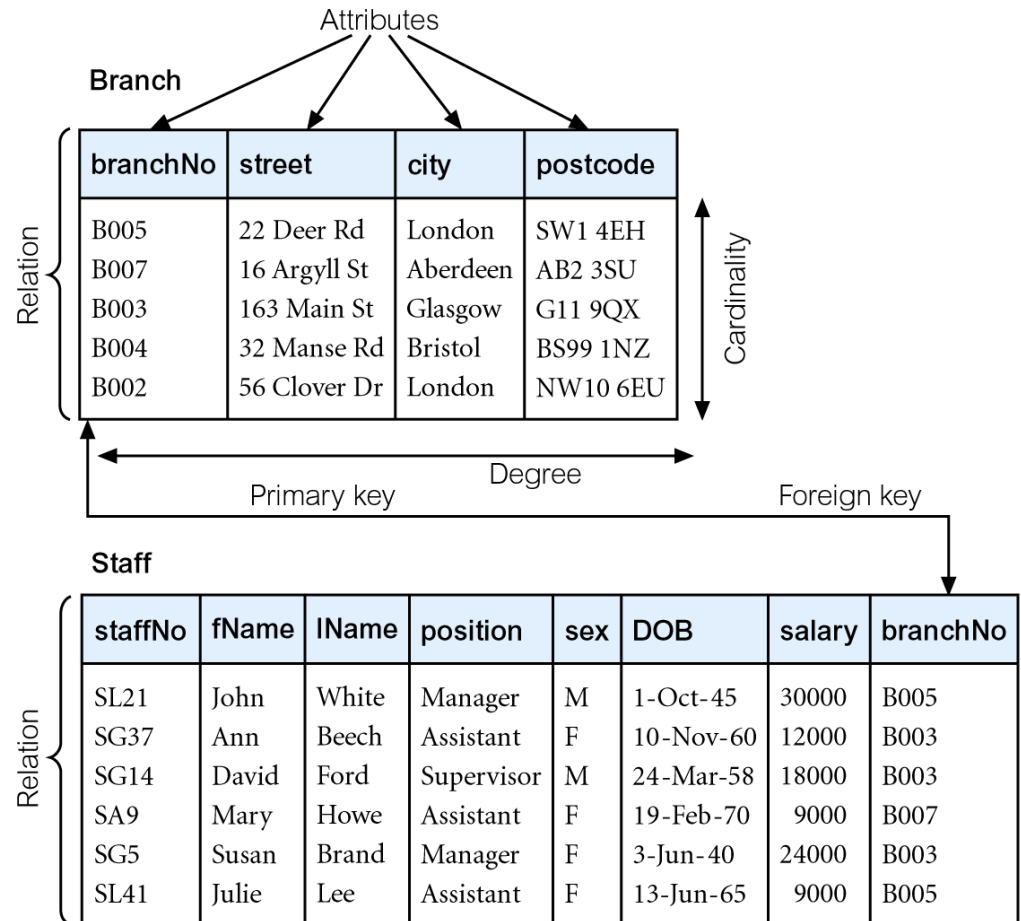 Attributes
Branch
branchNo street city postcode
B005 22 Deer Rd London SW1 4EH
B007 16 Argyll St Aberdeen AB2 3SU
B003 163 Main St Glasgow G11 9QX
B004 32 Manse Rd Bristol BS99 1NZ
B002 56 Clover Dr London NW10 6EU
Relation
Cardinality
Degree
Primary key Foreign key
Staff
staffNo fName lName position sex DOB salary branchNo
SL21 John White Manager M 1-Oct-45 30000 B005
SG37 Ann Beech Assistant F 10-Nov-60 12000 B003
SG14 David Ford Supervisor M 24-Mar-58 18000 B003
SA9 Mary Howe Assistant F 19-Feb-70 9000 B007
SG5 Susan Brand Manager F 3-Jun-40 24000 B003
SL41 Julie Lee Assistant F 13-Jun-65 9000 B005
Relation